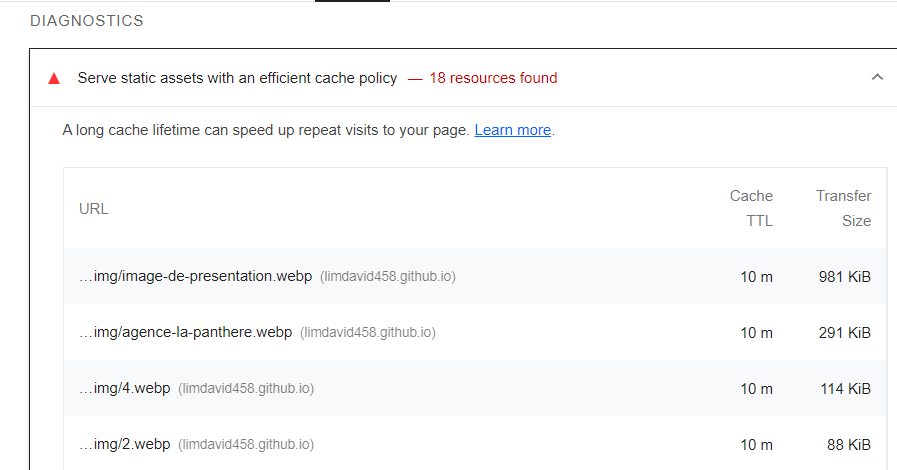 DIAGNOSTICS
Serve static assets with an efficient cache policy — 18 resources found
A long cache lifetime can speed up repeat visits to your page. Learn more.
URL Cache TTL Transfer Size
…img/image-de-presentation.webp (limdavid458.github.io) 10 m 981 KiB
…img/agence-la-panthere.webp (limdavid458.github.io) 10 m 291 KiB
…img/4.webp (limdavid458.github.io) 10 m 114 KiB
…img/2.webp (limdavid458.github.io) 10 m 88 KiB